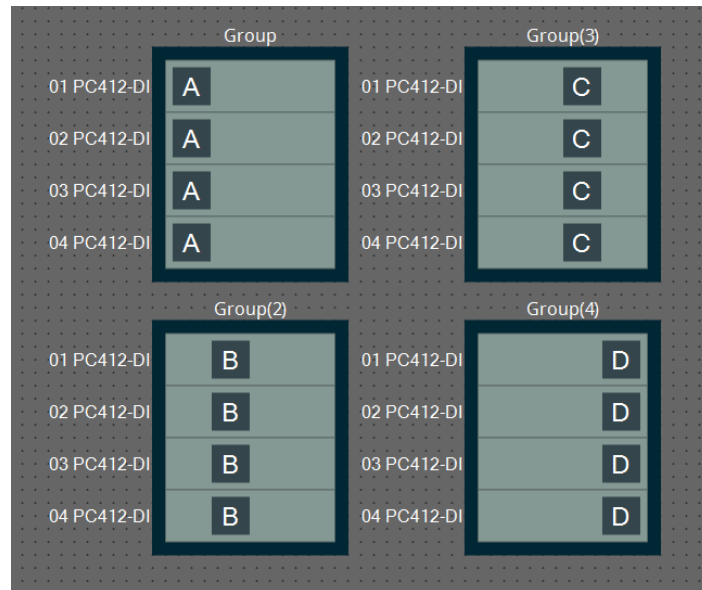 Group
01 PC412-DI A
02 PC412-DI A
03 PC412-DI A
04 PC412-DI A
Group(3)
01 PC412-DI C
02 PC412-DI C
03 PC412-DI C
04 PC412-DI C
Group(2)
01 PC412-DI B
02 PC412-DI B
03 PC412-DI B
04 PC412-DI B
Group(4)
01 PC412-DI D
02 PC412-DI D
03 PC412-DI D
04 PC412-DI D